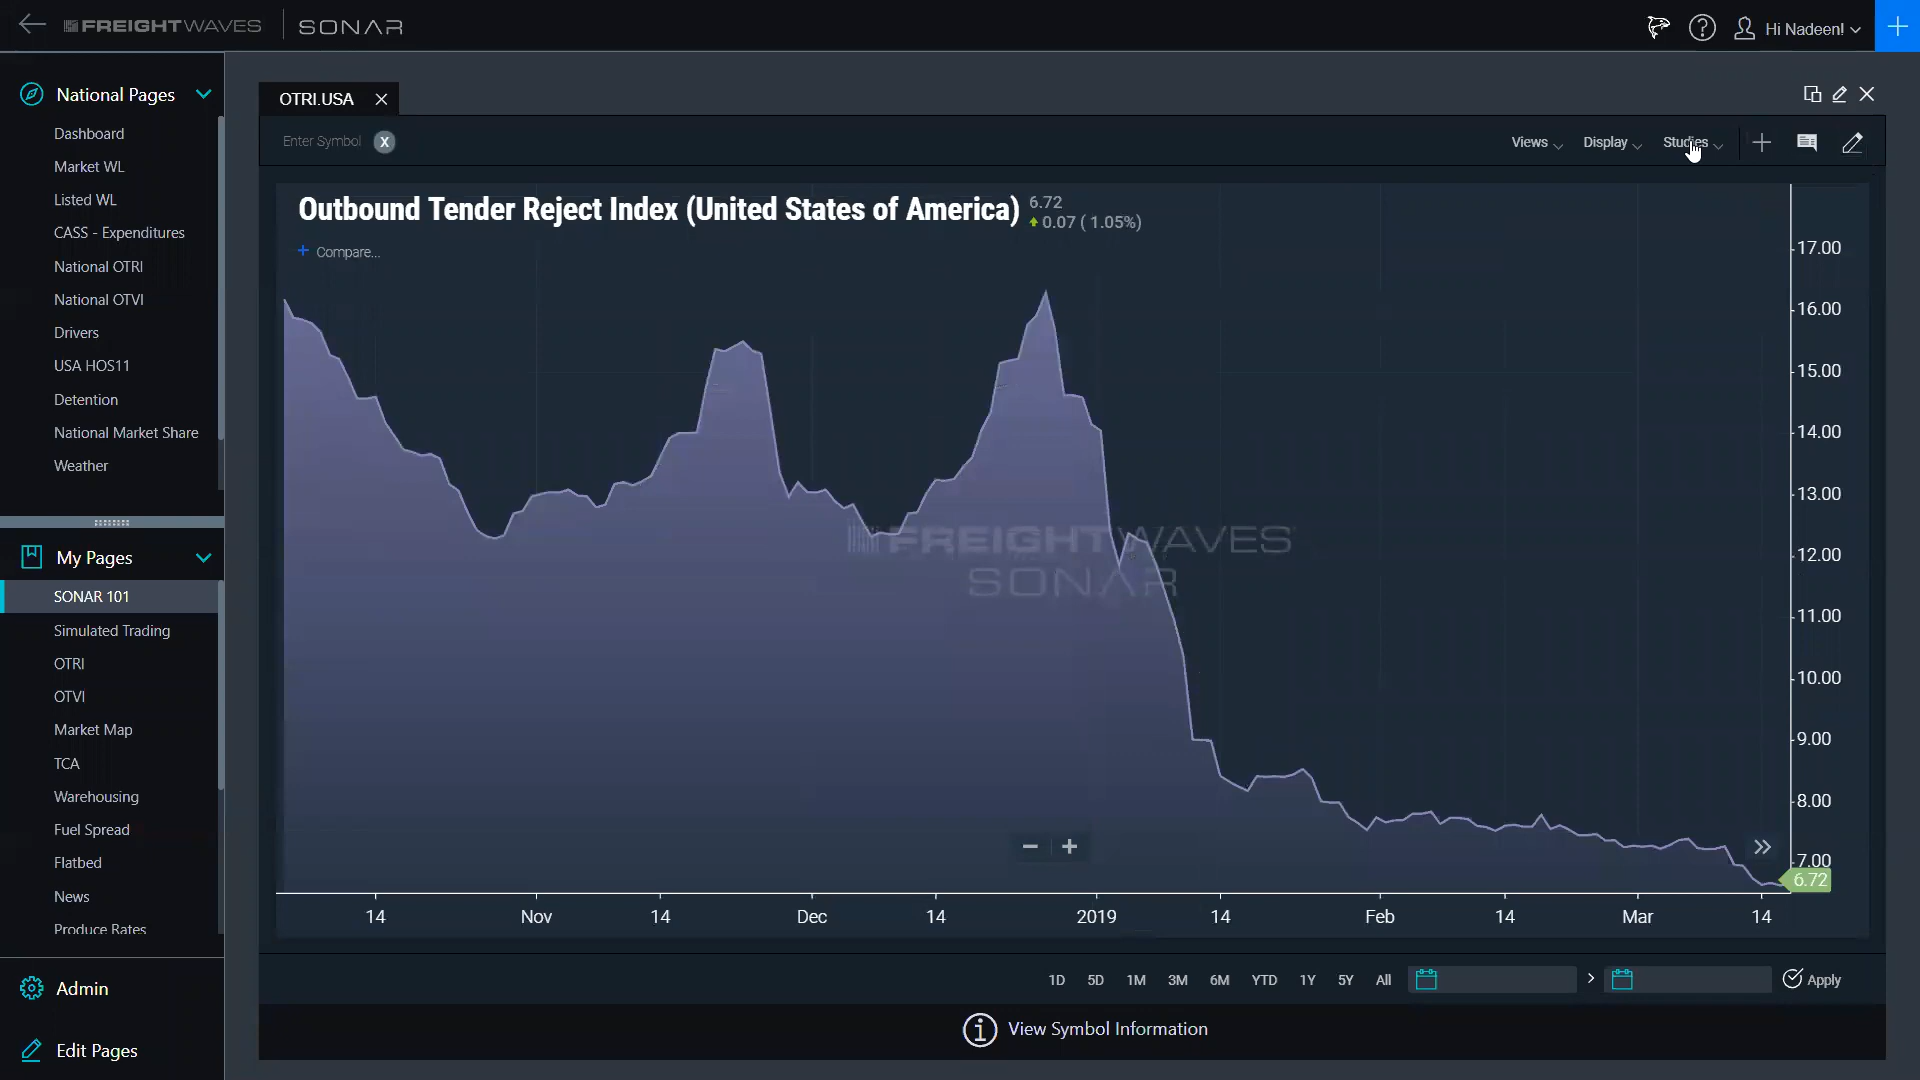 FREIGHTWAVES SONAR
Hi Nadeen!
National Pages
Dashboard
Market WL
Listed WL
CASS - Expenditures
National OTRI
National OTVI
Drivers
USA HOS11
Detention
National Market Share
Weather
My Pages
SONAR 101
Simulated Trading
OTRI
OTVI
Market Map
TCA
Warehousing
Fuel Spread
Flatbed
News
Produce Rates
Admin
Edit Pages
OTRI.USA
Enter Symbol X
Views Display Studies
Outbound Tender Reject Index (United States of America) 6.72
0.07 ( 1.05%)
+ Compare...
17.00
16.00
15.00
14.00
13.00
12.00
11.00
10.00
9.00
8.00
7.00
6.72
FREIGHTWAVES
SONAR
14 Nov 14 Dec 14 2019 14 Feb 14 Mar 14
1D 5D 1M 3M 6M YTD 1Y 5Y All > Apply
View Symbol Information